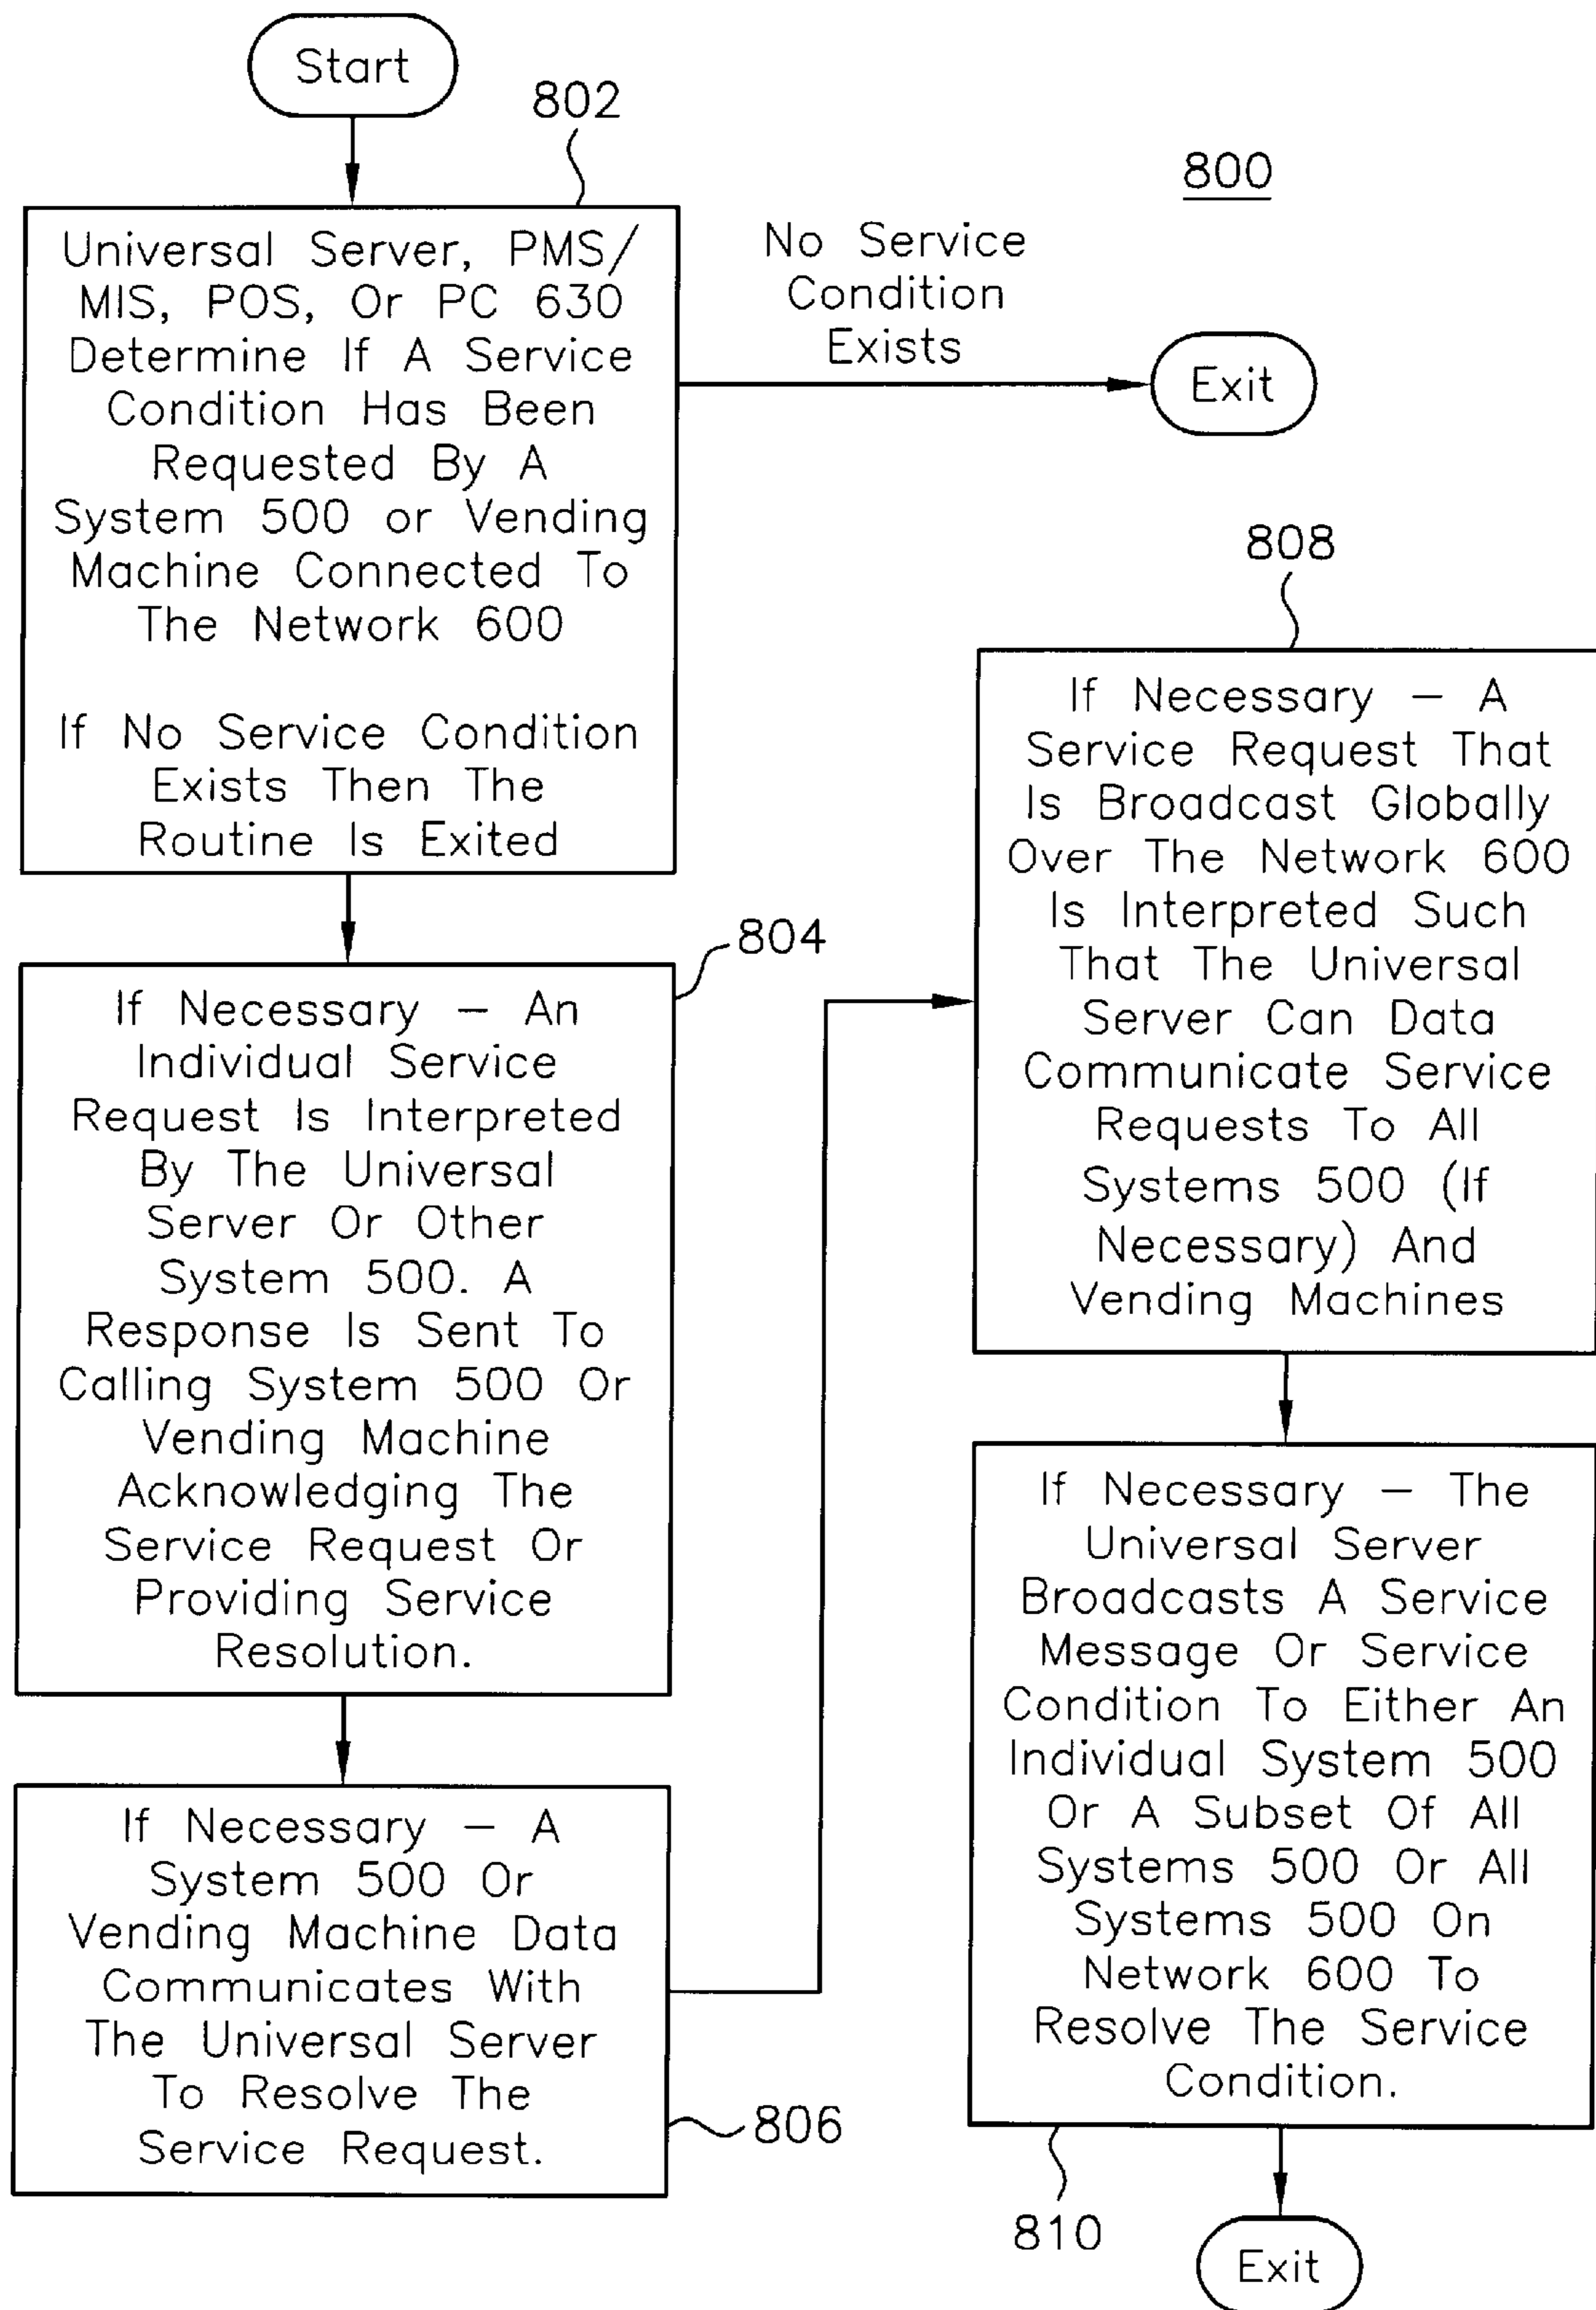 Start
802
800
Universal Server, PMS/
MIS, POS, Or PC 630
Determine If A Service
Condition Has Been
Requested By A
System 500 or Vending
Machine Connected To
The Network 600
If No Service Condition
Exists Then The
Routine Is Exited
No Service
Condition
Exists
Exit
804
If Necessary – An
Individual Service
Request Is Interpreted
By The Universal
Server Or Other
System 500. A
Response Is Sent To
Calling System 500 Or
Vending Machine
Acknowledging The
Service Request Or
Providing Service
Resolution.
If Necessary – A
System 500 Or
Vending Machine Data
Communicates With
The Universal Server
To Resolve The
Service Request.
806
808
If Necessary – A
Service Request That
Is Broadcast Globally
Over The Network 600
Is Interpreted Such
That The Universal
Server Can Data
Communicate Service
Requests To All
Systems 500 (If
Necessary) And
Vending Machines
If Necessary – The
Universal Server
Broadcasts A Service
Message Or Service
Condition To Either An
Individual System 500
Or A Subset Of All
Systems 500 Or All
Systems 500 On
Network 600 To
Resolve The Service
Condition.
810
Exit